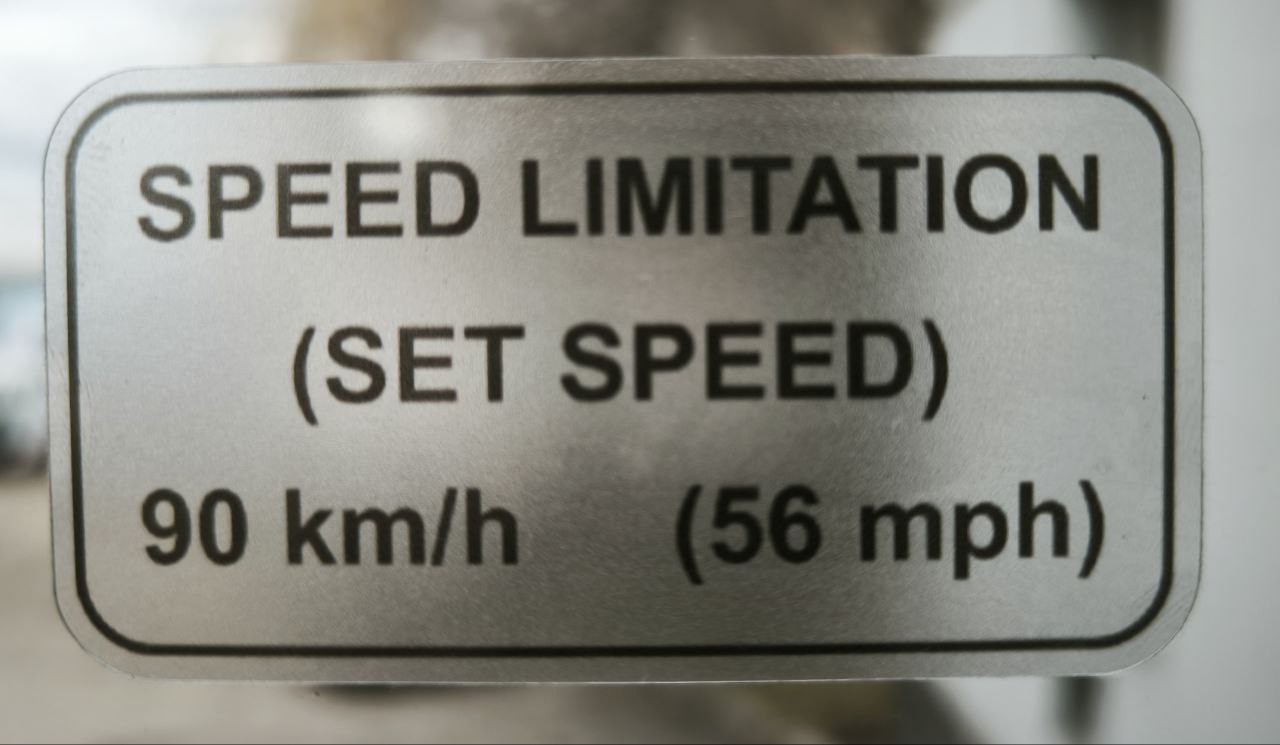 SPEED LIMITATION
(SET SPEED)
90 km/h (56 mph)